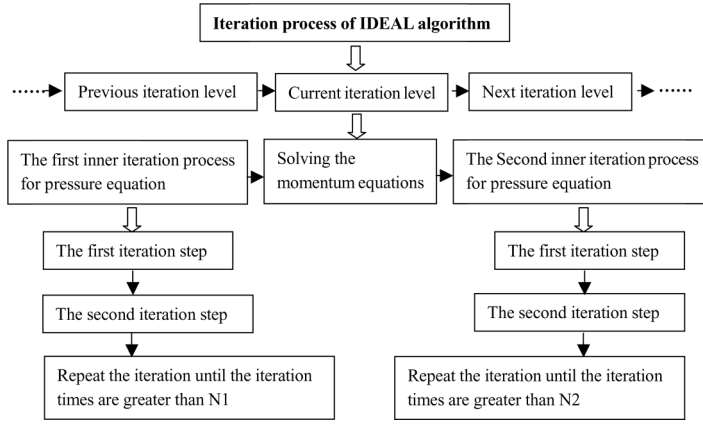 Iteration process of IDEAL algorithm
...... Previous iteration level Current iteration level Next iteration level ......
The first inner iteration process
for pressure equation
Solving the
momentum equations
The Second inner iteration process
for pressure equation
The first iteration step
The first iteration step
The second iteration step
The second iteration step
Repeat the iteration until the iteration
times are greater than N1
Repeat the iteration until the iteration
times are greater than N2